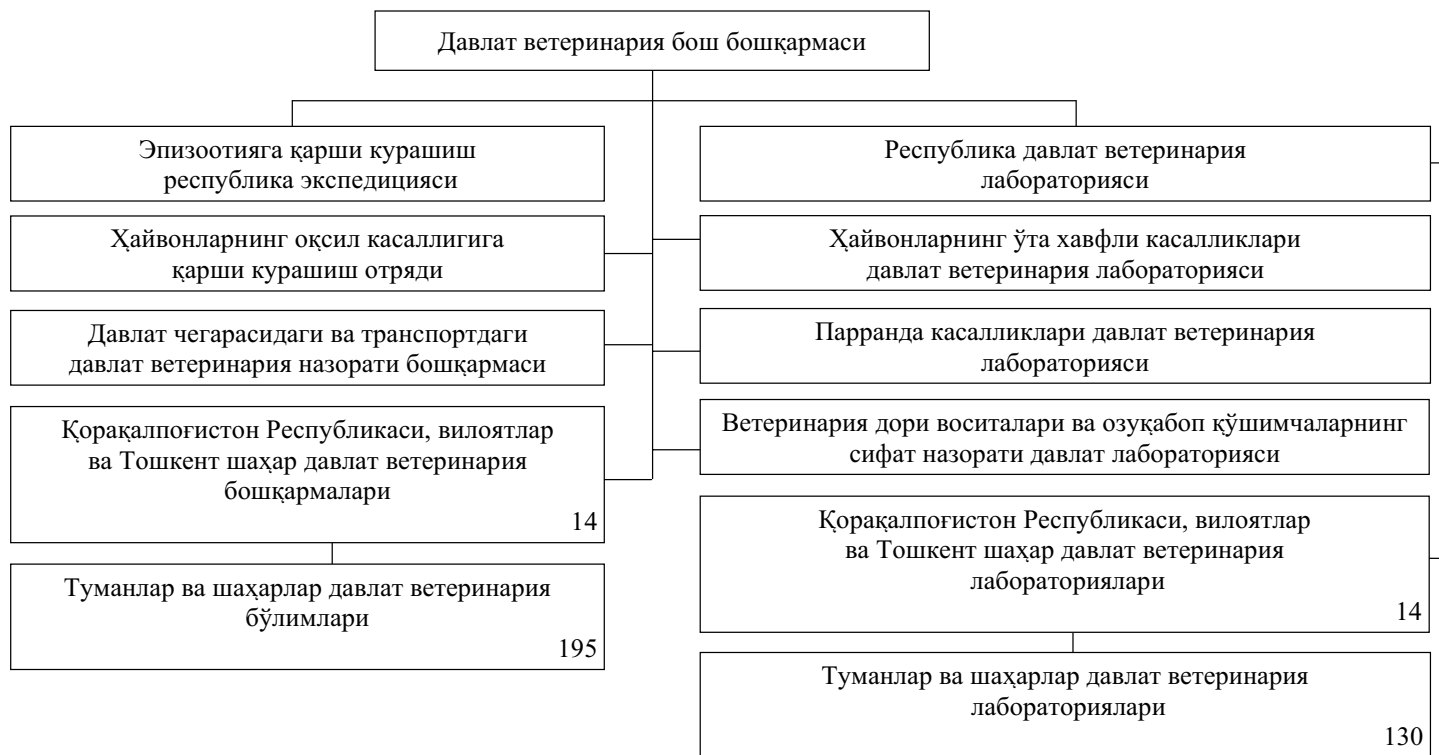 Давлат ветеринария бош бошқармаси
Эпизоотияга қарши курашиш
республика экспедицияси
Ҳайвонларнинг оқсил касаллигига
қарши курашиш отряди
Давлат чегарасидаги ва транспортдаги
давлат ветеринария назорати бошқармаси
Қорақалпоғистон Республикаси, вилоятлар
ва Тошкент шаҳар давлат ветеринария
бошқармалари
14
Туманлар ва шаҳарлар давлат ветеринария
бўлимлари
195
Республика давлат ветеринария
лабораторияси
Ҳайвонларнинг ўта хавфли касалликлари
давлат ветеринария лабораторияси
Парранда касалликлари давлат ветеринария
лабораторияси
Ветеринария дори воситалари ва озуқабоп қўшимчаларнинг
сифат назорати давлат лабораторияси
Қорақалпоғистон Республикаси, вилоятлар
ва Тошкент шаҳар давлат ветеринария
лабораториялари
14
Туманлар ва шаҳарлар давлат ветеринария
лабораториялари
130